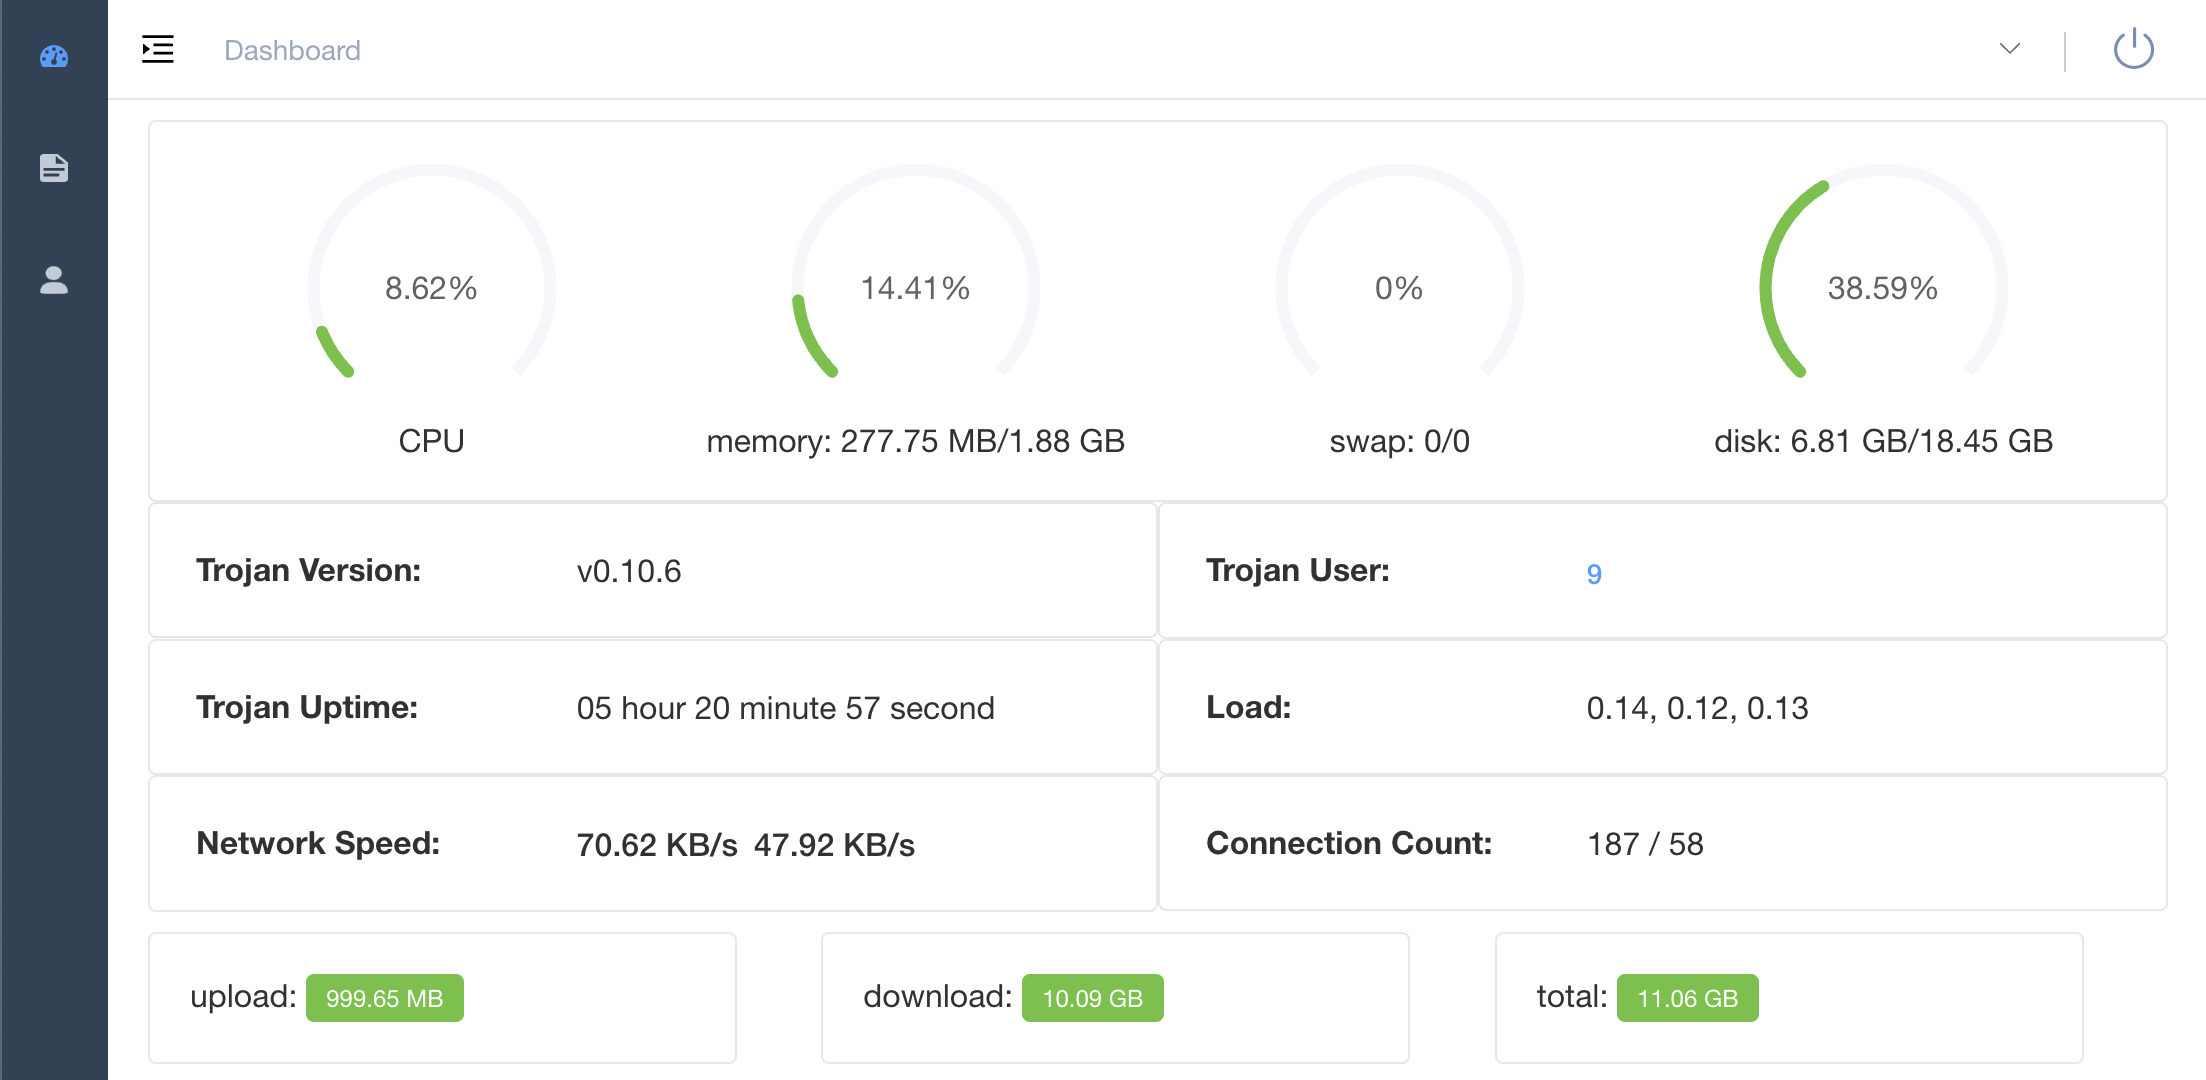 Dashboard
8.62%
14.41%
0%
38.59%
CPU
memory: 277.75 MB/1.88 GB
swap: 0/0
disk: 6.81 GB/18.45 GB
Trojan Version: v0.10.6
Trojan User: 9
Trojan Uptime: 05 hour 20 minute 57 second
Load: 0.14, 0.12, 0.13
Network Speed: 70.62 KB/s 47.92 KB/s
Connection Count: 187 / 58
upload: 999.65 MB
download: 10.09 GB
total: 11.06 GB